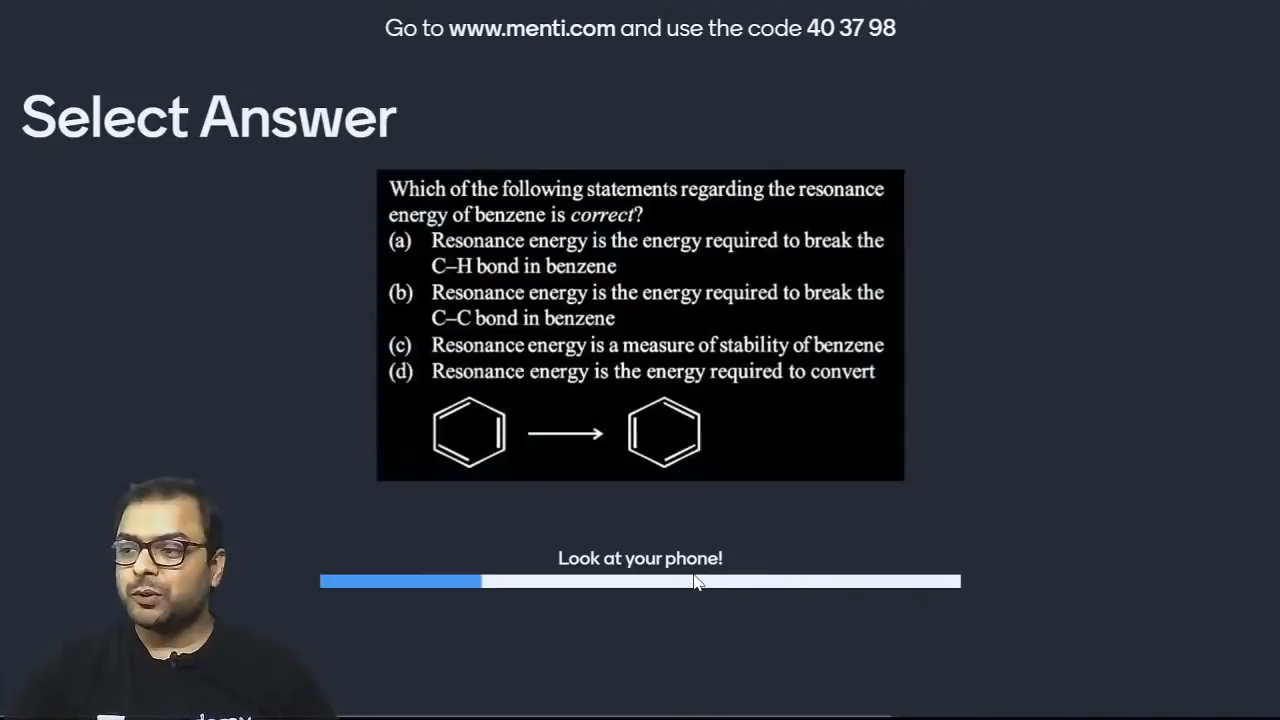 Go to www.menti.com and use the code 40 37 98
Select Answer
Which of the following statements regarding the resonance
energy of benzene is correct?
(a) Resonance energy is the energy required to break the
C–H bond in benzene
(b) Resonance energy is the energy required to break the
C–C bond in benzene
(c) Resonance energy is a measure of stability of benzene
(d) Resonance energy is the energy required to convert
Look at your phone!